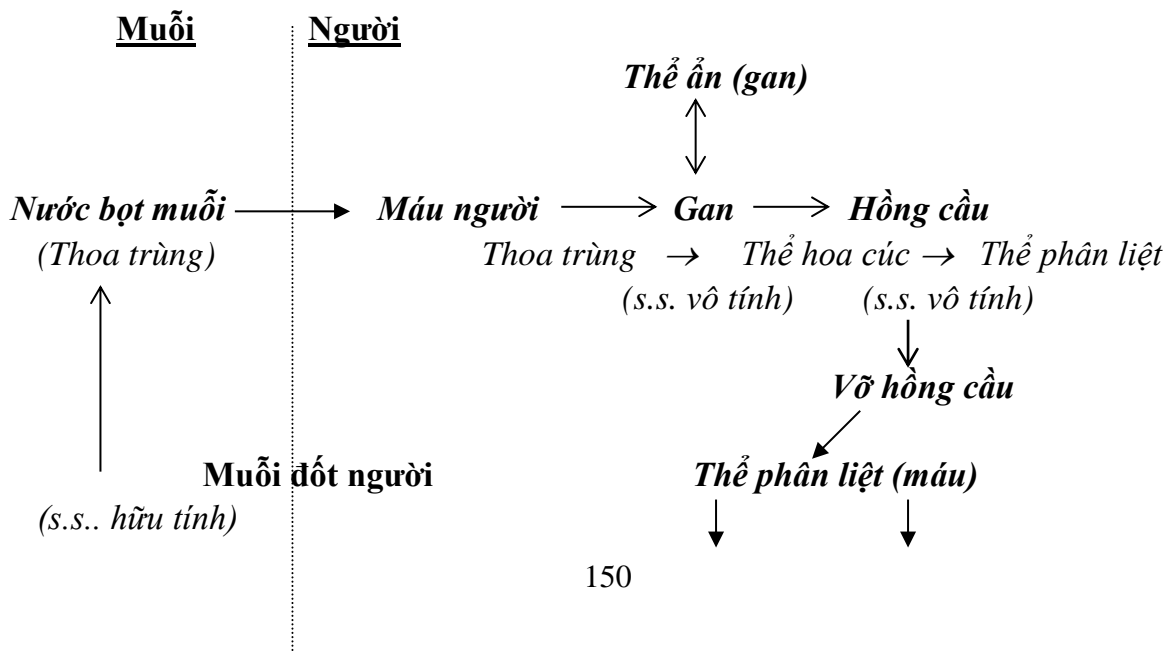 Muỗi Người
Thể ẩn (gan)
Nước bọt muỗi Máu người Gan Hồng cầu
(Thoa trùng) Thoa trùng → Thể hoa cúc → Thể phân liệt
(s.s. vô tính) (s.s. vô tính)
Vỡ hồng cầu
Muỗi đốt người Thể phân liệt (máu)
(s.s.. hữu tính)
150